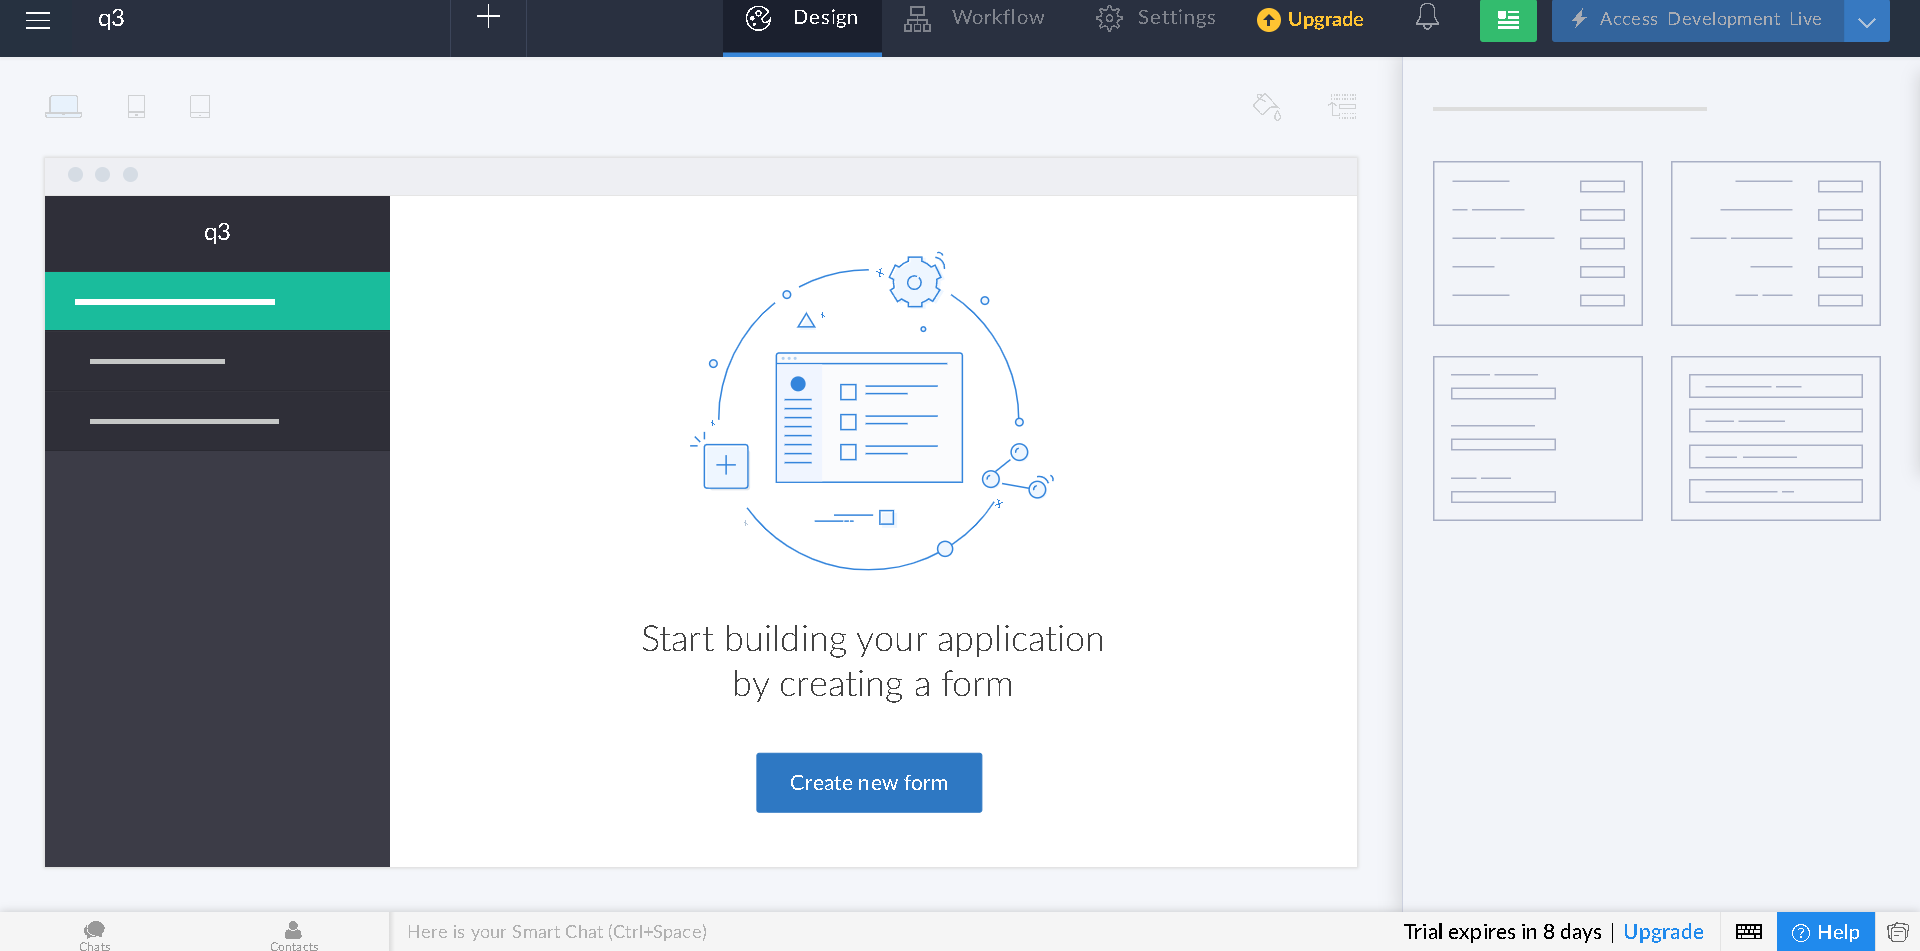 q3
Design
Workflow
Settings
Upgrade
Access Development Live
q3
Start building your application
by creating a form
Create new form
Chats
Contacts
Here is your Smart Chat (Ctrl+Space)
Trial expires in 8 days | Upgrade
Help